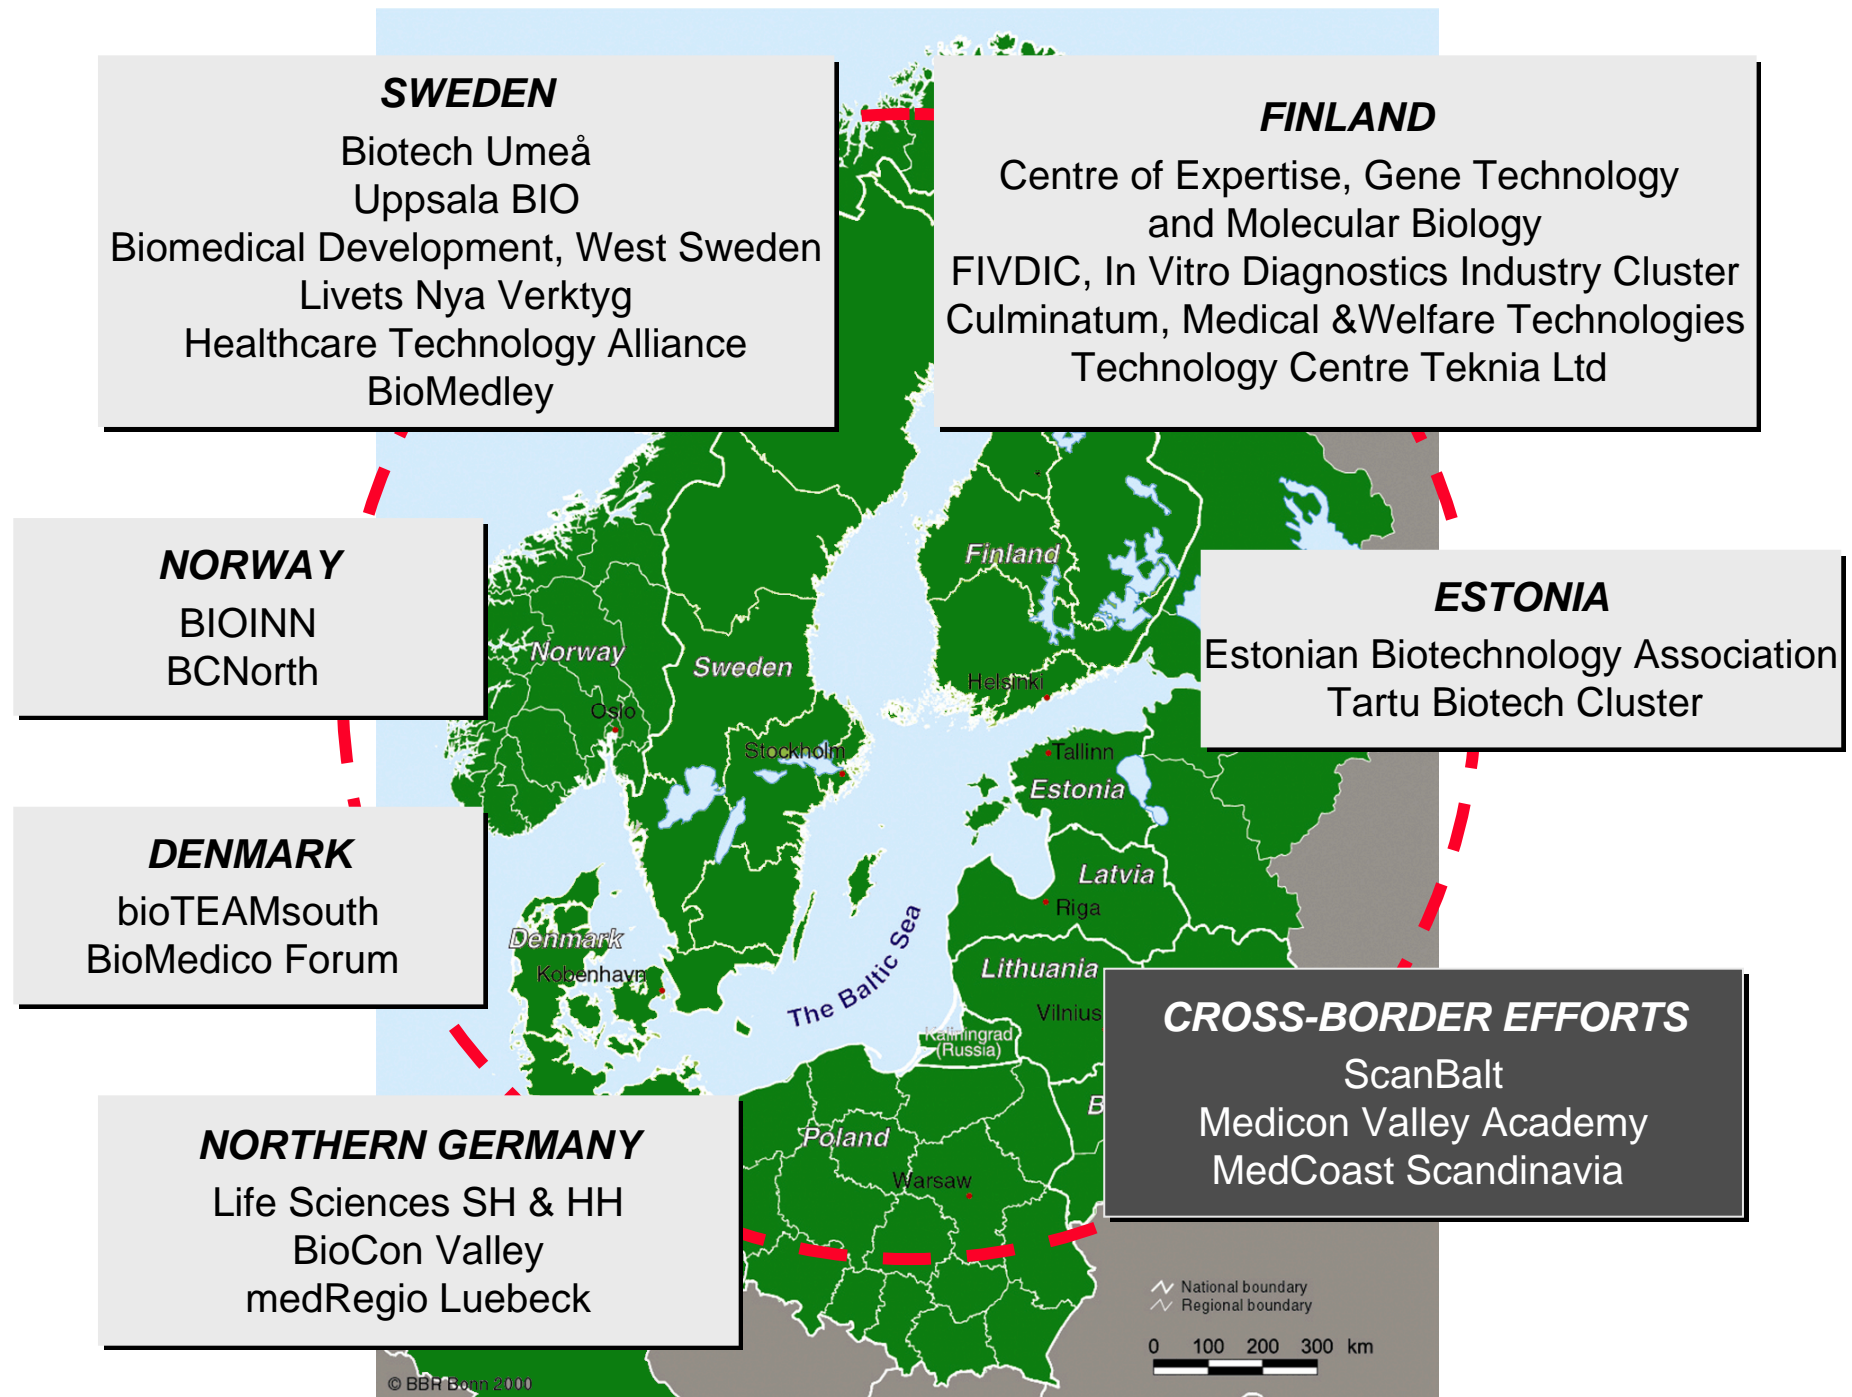 SWEDEN
Biotech Umeå
Uppsala BIO
Biomedical Development, West Sweden
Livets Nya Verktyg
Healthcare Technology Alliance
BioMedley
FINLAND
Centre of Expertise, Gene Technology
and Molecular Biology
FIVDIC, In Vitro Diagnostics Industry Cluster
Culminatum, Medical &Welfare Technologies
Technology Centre Teknia Ltd
NORWAY
BIOINN
BCNorth
ESTONIA
Estonian Biotechnology Association
Tartu Biotech Cluster
DENMARK
bioTEAMsouth
BioMedico Forum
CROSS-BORDER EFFORTS
ScanBalt
Medicon Valley Academy
MedCoast Scandinavia
NORTHERN GERMANY
Life Sciences SH & HH
BioCon Valley
medRegio Luebeck
Finland
Norway
Sweden
Helsinki
Oslo
Stockholm
Tallinn
Estonia
Latvia
Riga
Denmark
Kobenhavn
The Baltic Sea
Lithuania
Vilnius
Kaliningrad
(Russia)
B
Poland
Warsaw
National boundary
Regional boundary
0 100 200 300 km
© BBR Bonn 2000